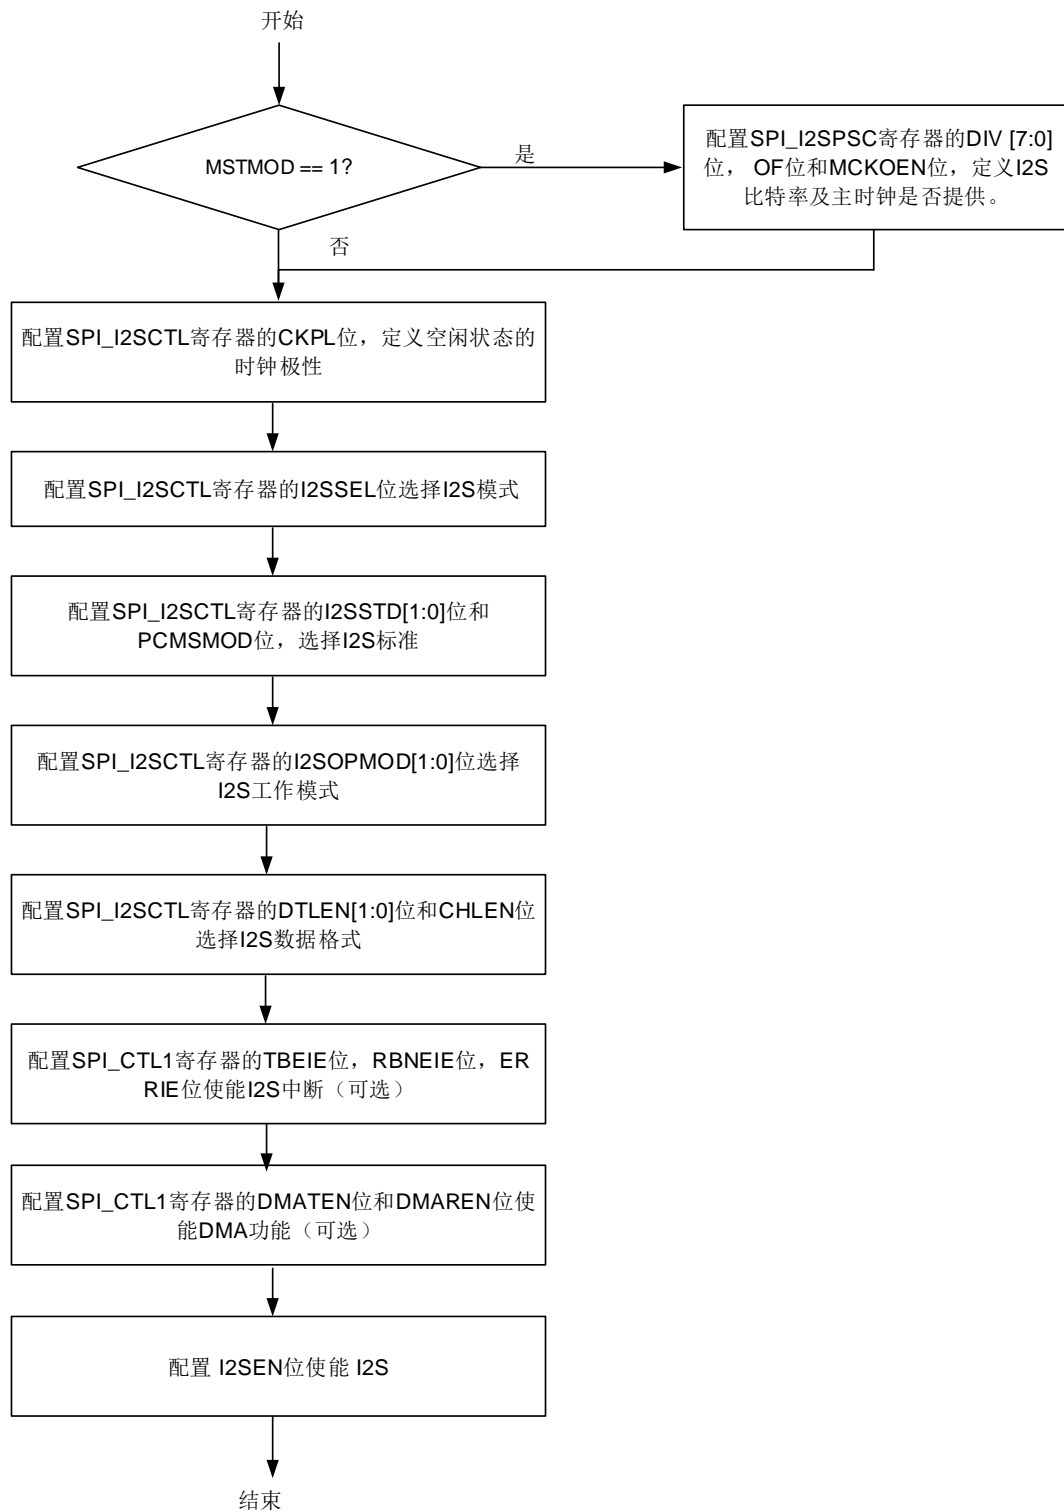 开始
MSTMOD == 1?
是
配置SPI_I2SPSC寄存器的DIV [7:0]
位， OF位和MCKOEN位，定义I2S
比特率及主时钟是否提供。
否
配置SPI_I2SCTL寄存器的CKPL位，定义空闲状态的
时钟极性
配置SPI_I2SCTL寄存器的I2SSEL位选择I2S模式
配置SPI_I2SCTL寄存器的I2SSTD[1:0]位和
PCMSMOD位，选择I2S标准
配置SPI_I2SCTL寄存器的I2SOPMOD[1:0]位选择
I2S工作模式
配置SPI_I2SCTL寄存器的DTLEN[1:0]位和CHLEN位
选择I2S数据格式
配置SPI_CTL1寄存器的TBEIE位，RBNEIE位，ER
RIE位使能I2S中断（可选）
配置SPI_CTL1寄存器的DMATEN位和DMAREN位使
能DMA功能（可选）
配置 I2SEN位使能 I2S
结束